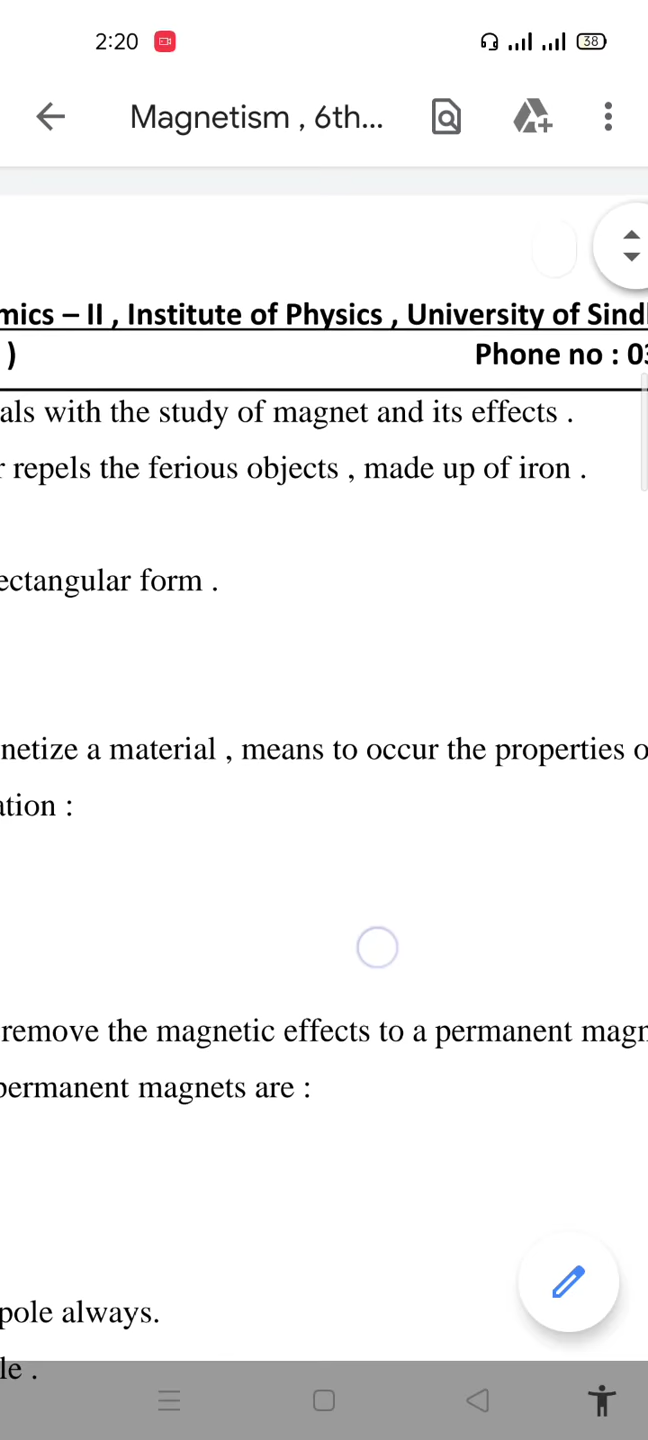 2:20
38
Magnetism , 6th...
mics – II , Institute of Physics , University of Sind
) Phone no : 03
als with the study of magnet and its effects .
r repels the ferious objects , made up of iron .
ectangular form .
netize a material , means to occur the properties o
ation :
remove the magnetic effects to a permanent magn
permanent magnets are :
pole always.
le .